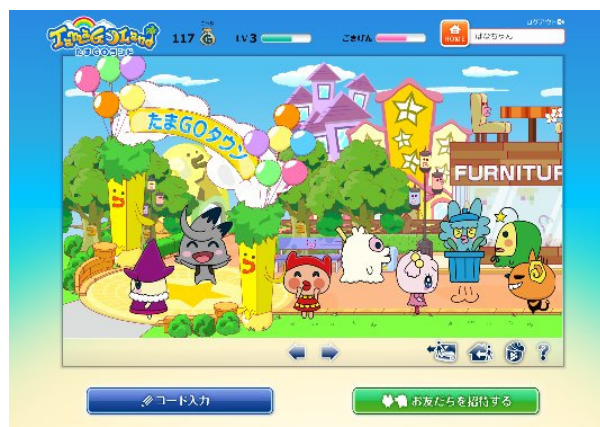 TamaGoLand
たまGOランド
117
G
LV3
ごきげん
HOME
はなちゃん
ログアウト
たまGOタウン
FURNITUR
?
コード入力
お友だちを招待する